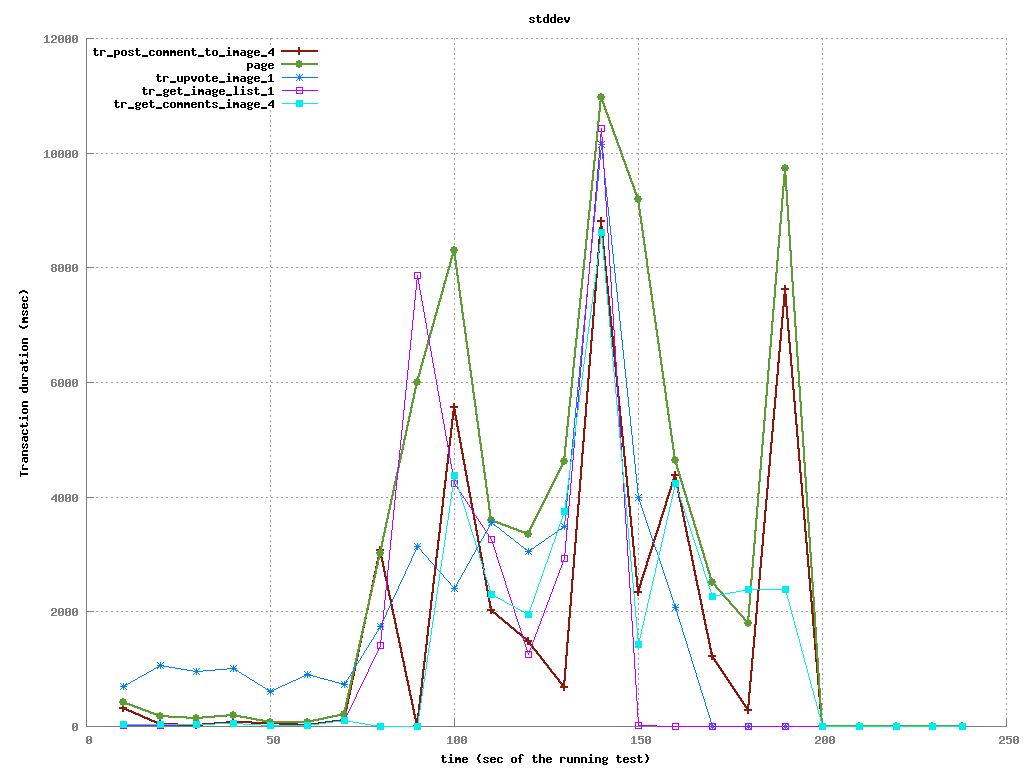 stddev
12000
10000
8000
6000
4000
2000
0
tr_post_comment_to_image_4
page
tr_upvote_image_1
tr_get_image_list_1
tr_get_comments_image_4
Transaction duration (msec)
0 50 100 150 200 250
time (sec of the running test)